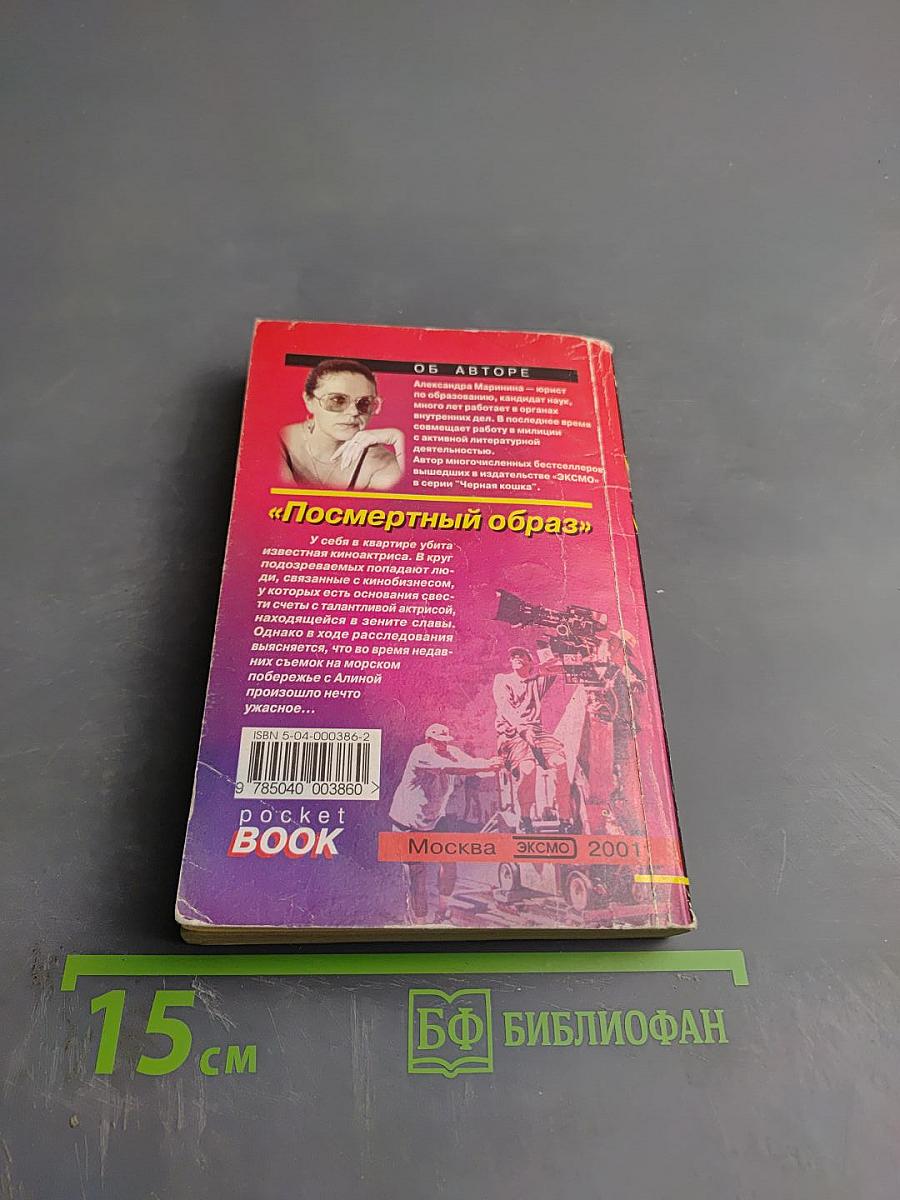 ОБ АВТОРЕ
Александра Маринина — юрист
по образованию, кандидат наук,
много лет работает в органах
внутренних дел. В последнее время
совмещает работу в милиции
с активной литературной
деятельностью.
Автор многочисленных бестселлеров,
вышедших в издательстве «ЭКСМО»
в серии "Черная кошка".
«Посмертный образ»
У себя в квартире убита
известная киноактриса. В круг
подозреваемых попадают лю-
ди, связанные с кинобизнесом,
у которых есть основания свес-
ти счеты с талантливой актрисой,
находящейся в зените славы.
Однако в ходе расследования
выясняется, что во время недав-
них съемок на морском
побережье с Алиной
произошло нечто
ужасное...
ISBN 5-04-000386-2
9 785040 003860 >
pocket
BOOK
Москва ЭКСМО 2001
15 см
БФ БИБЛИОФАН